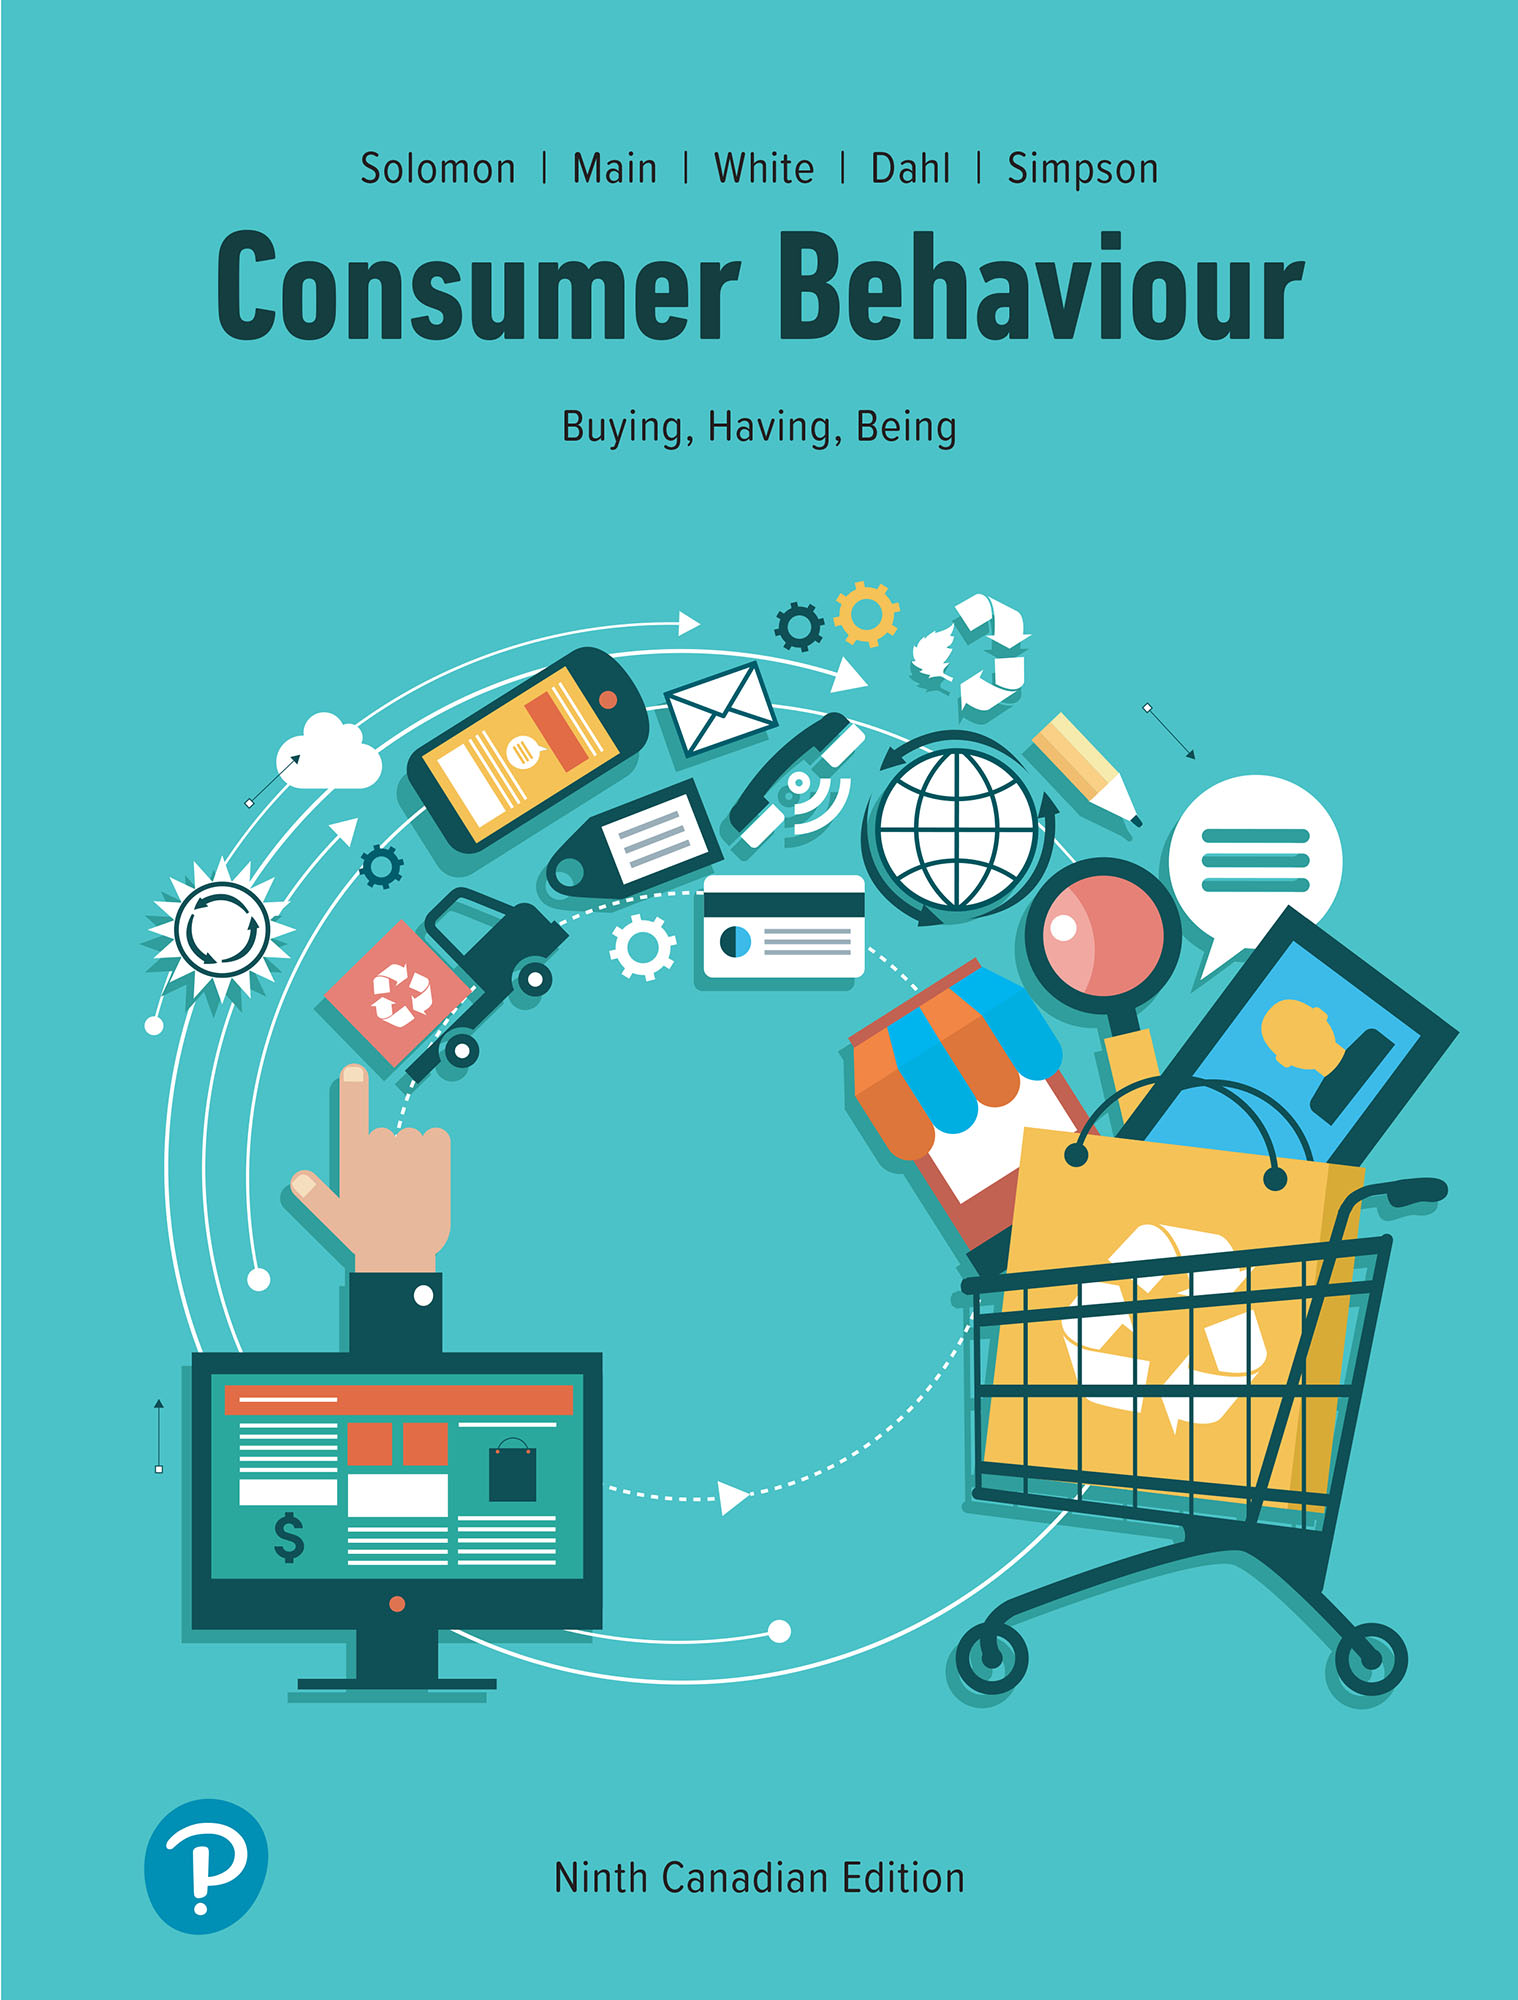 Solomon | Main | White | Dahl | Simpson
Consumer Behaviour
Buying, Having, Being
$
P
Ninth Canadian Edition